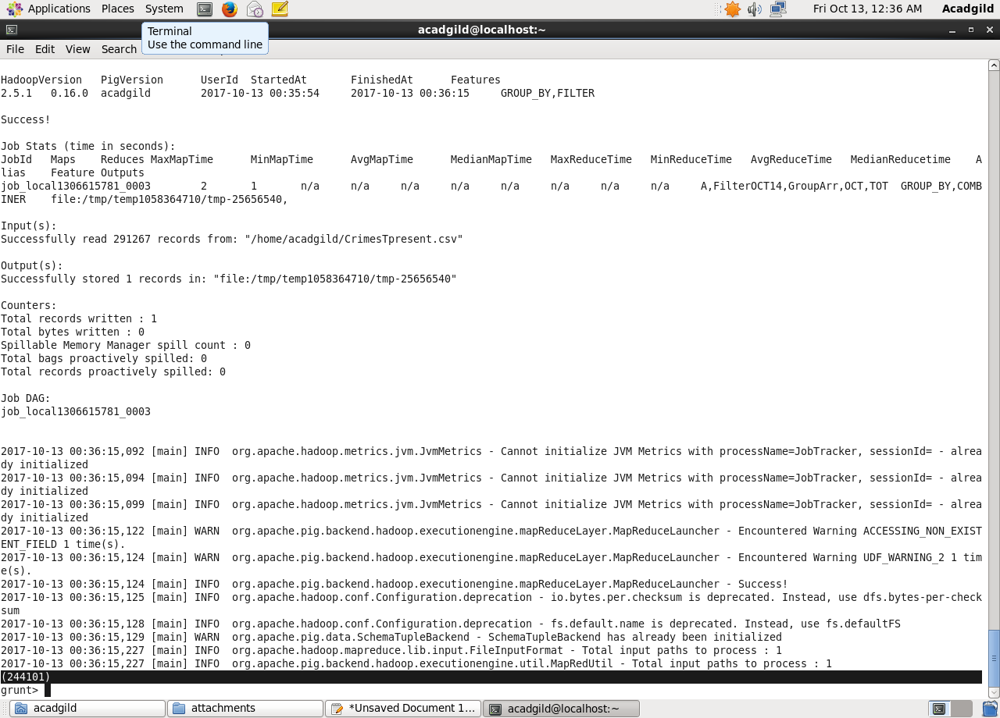 Applications Places System Fri Oct 13, 12:36 AM Acadgild
Terminal
Use the command line
acadgild@localhost:~
File Edit View Search
HadoopVersion PigVersion UserId StartedAt FinishedAt Features
2.5.1 0.16.0 acadgild 2017-10-13 00:35:54 2017-10-13 00:36:15 GROUP_BY,FILTER
Success!
Job Stats (time in seconds):
JobId Maps Reduces MaxMapTime MinMapTime AvgMapTime MedianMapTime MaxReduceTime MinReduceTime AvgReduceTime MedianReducetime A
lias Feature Outputs
job_local1306615781_0003 2 1 n/a n/a n/a n/a n/a n/a n/a n/a A,FilterOCT14,GroupArr,OCT,TOT GROUP_BY,COMB
INER file:/tmp/temp1058364710/tmp-25656540,
Input(s):
Successfully read 291267 records from: "/home/acadgild/CrimesTpresent.csv"
Output(s):
Successfully stored 1 records in: "file:/tmp/temp1058364710/tmp-25656540"
Counters:
Total records written : 1
Total bytes written : 0
Spillable Memory Manager spill count : 0
Total bags proactively spilled: 0
Total records proactively spilled: 0
Job DAG:
job_local1306615781_0003
2017-10-13 00:36:15,092 [main] INFO org.apache.hadoop.metrics.jvm.JvmMetrics - Cannot initialize JVM Metrics with processName=JobTracker, sessionId= - alrea
dy initialized
2017-10-13 00:36:15,094 [main] INFO org.apache.hadoop.metrics.jvm.JvmMetrics - Cannot initialize JVM Metrics with processName=JobTracker, sessionId= - alrea
dy initialized
2017-10-13 00:36:15,099 [main] INFO org.apache.hadoop.metrics.jvm.JvmMetrics - Cannot initialize JVM Metrics with processName=JobTracker, sessionId= - alrea
dy initialized
2017-10-13 00:36:15,122 [main] WARN org.apache.pig.backend.hadoop.executionengine.mapReduceLayer.MapReduceLauncher - Encountered Warning ACCESSING_NON_EXIST
ENT_FIELD 1 time(s).
2017-10-13 00:36:15,124 [main] WARN org.apache.pig.backend.hadoop.executionengine.mapReduceLayer.MapReduceLauncher - Encountered Warning UDF_WARNING_2 1 tim
e(s).
2017-10-13 00:36:15,124 [main] INFO org.apache.pig.backend.hadoop.executionengine.mapReduceLayer.MapReduceLauncher - Success!
2017-10-13 00:36:15,125 [main] INFO org.apache.hadoop.conf.Configuration.deprecation - io.bytes.per.checksum is deprecated. Instead, use dfs.bytes-per-check
sum
2017-10-13 00:36:15,128 [main] INFO org.apache.hadoop.conf.Configuration.deprecation - fs.default.name is deprecated. Instead, use fs.defaultFS
2017-10-13 00:36:15,129 [main] WARN org.apache.pig.data.SchemaTupleBackend - SchemaTupleBackend has already been initialized
2017-10-13 00:36:15,227 [main] INFO org.apache.hadoop.mapreduce.lib.input.FileInputFormat - Total input paths to process : 1
2017-10-13 00:36:15,227 [main] INFO org.apache.pig.backend.hadoop.executionengine.util.MapRedUtil - Total input paths to process : 1
(244101)
grunt>
acadgild attachments *Unsaved Document 1... acadgild@localhost:~